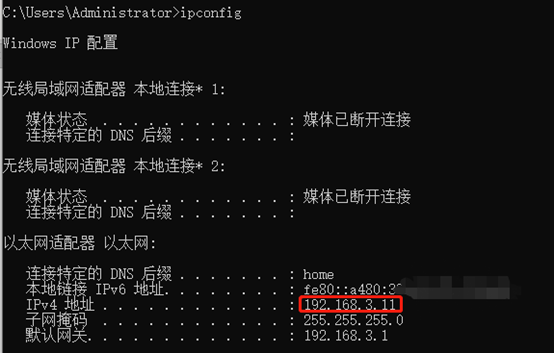 C:\Users\Administrator>ipconfig
Windows IP 配置
无线局域网适配器 本地连接* 1:
媒体状态 . . . . . . . . . . . . : 媒体已断开连接
连接特定的 DNS 后缀 . . . . . . . :
无线局域网适配器 本地连接* 2:
媒体状态 . . . . . . . . . . . . : 媒体已断开连接
连接特定的 DNS 后缀 . . . . . . . :
以太网适配器 以太网:
连接特定的 DNS 后缀 . . . . . . . : home
本地链接 IPv6 地址. . . . . . . . : fe80::a480:3
IPv4 地址 . . . . . . . . . . . . : 192.168.3.11
子网掩码 . . . . . . . . . . . . : 255.255.255.0
默认网关. . . . . . . . . . . . . : 192.168.3.1